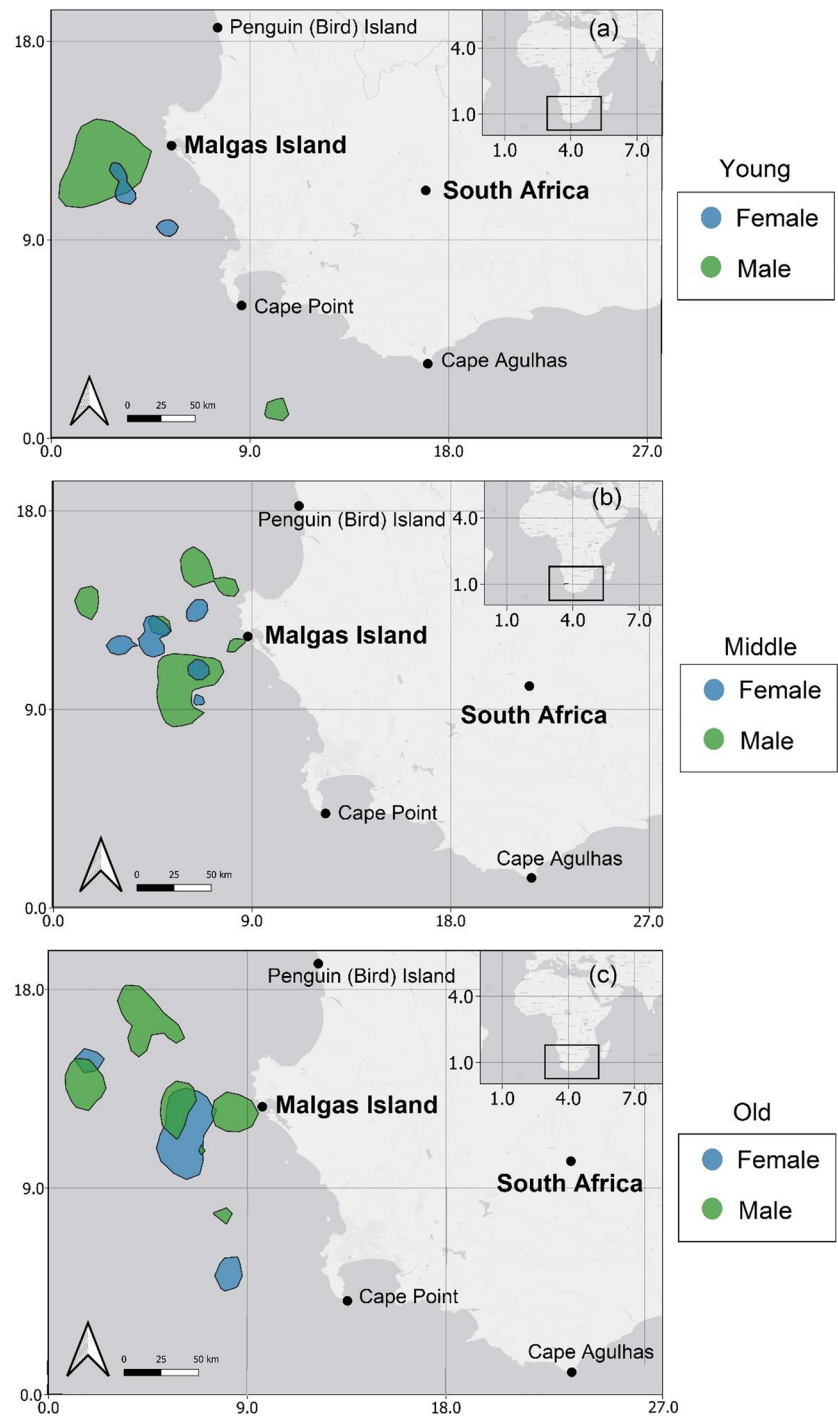 Penguin (Bird) Island
(a)
18.0
4.0
1.0
1.0 4.0 7.0
Malgas Island
South Africa
9.0
Cape Point
Cape Agulhas
0 25 50 km
0.0
0.0 9.0 18.0 27.0
Young
Female
Male
(b)
18.0
Penguin (Bird) Island
4.0
1.0
1.0 4.0 7.0
Malgas Island
South Africa
9.0
Cape Point
Cape Agulhas
0 25 50 km
0.0
0.0 9.0 18.0 27.0
Middle
Female
Male
(c)
Penguin (Bird) Island
18.0
4.0
1.0
1.0 4.0 7.0
Malgas Island
South Africa
9.0
Cape Point
Cape Agulhas
0 25 50 km
0.0
0.0 9.0 18.0 27.0
Old
Female
Male